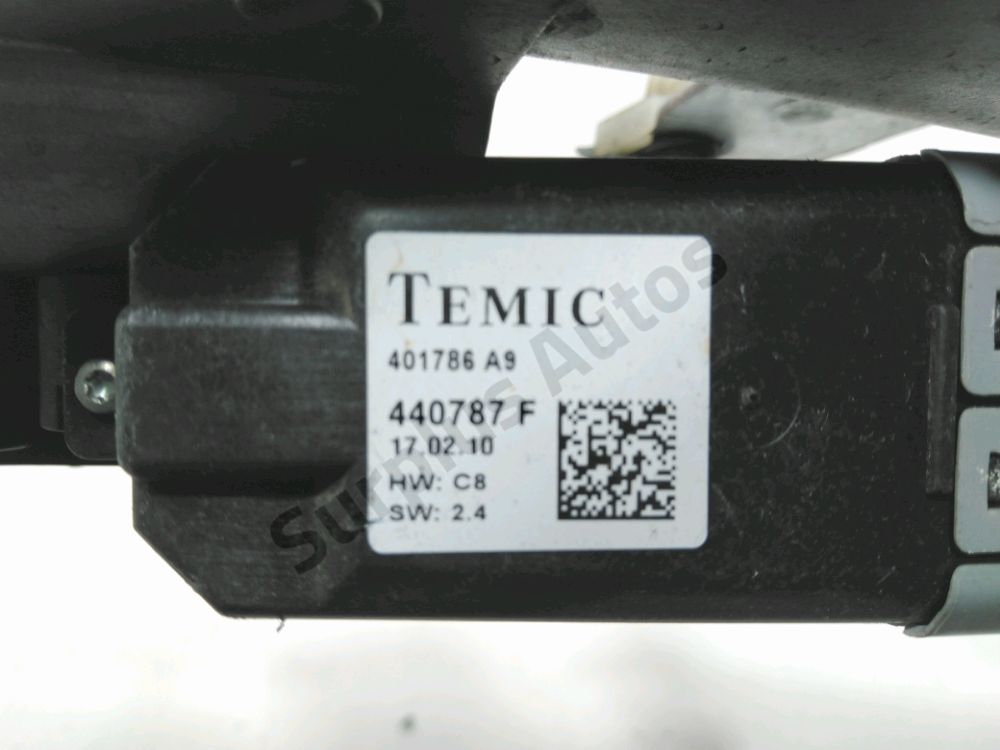 TEMIC
401786 A9
440787 F
17.02.10
HW: C8
SW: 2.4
Surplus Autos